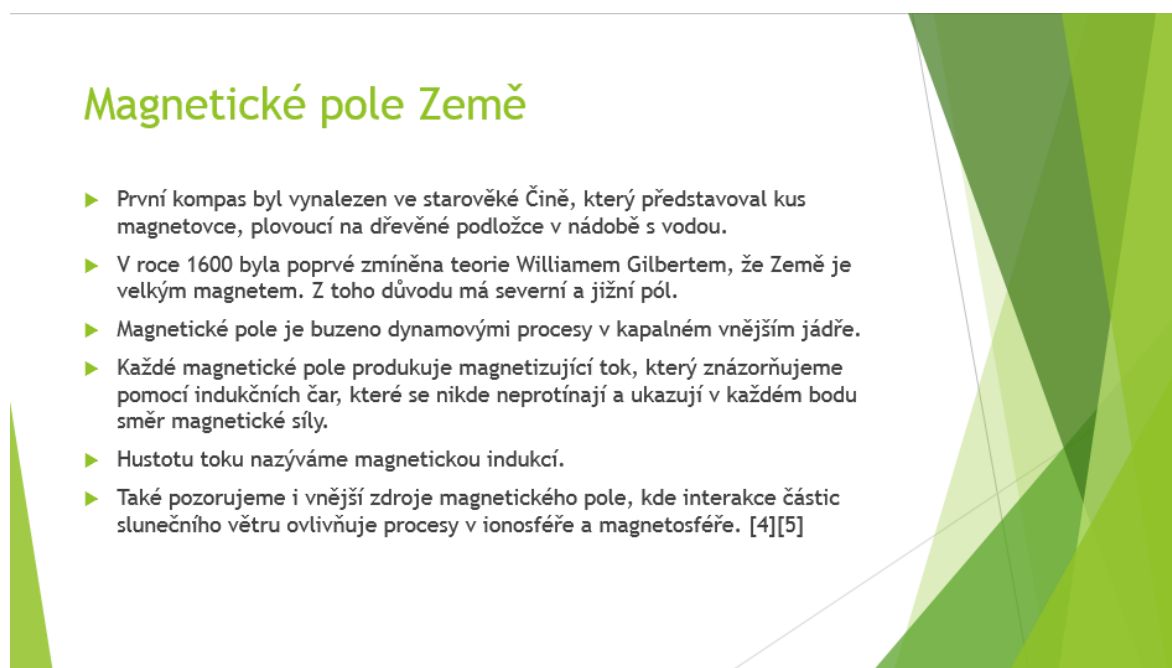 Magnetické pole Země
První kompas byl vynalezen ve starověké Číně, který představoval kus
magnetovce, plovoucí na dřevěné podložce v nádobě s vodou.
V roce 1600 byla poprvé zmíněna teorie Williamem Gilbertem, že Země je
velkým magnetem. Z toho důvodu má severní a jižní pól.
Magnetické pole je buzeno dynamovými procesy v kapalném vnějším jádře.
Každé magnetické pole produkuje magnetizující tok, který znázorňujeme
pomocí indukčních čar, které se nikde neprotínají a ukazují v každém bodu
směr magnetické síly.
Hustotu toku nazýváme magnetickou indukcí.
Také pozorujeme i vnější zdroje magnetického pole, kde interakce částic
slunečního větru ovlivňuje procesy v ionosféře a magnetosféře. [4][5]